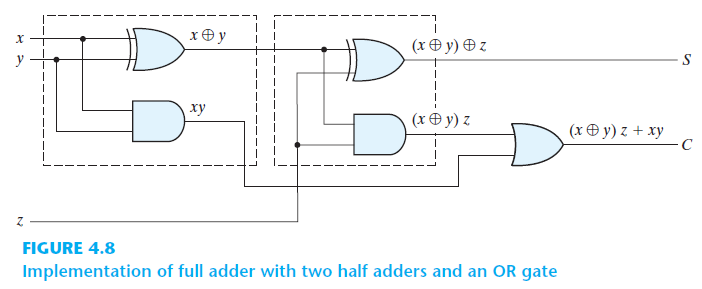 x
y
x ⊕ y
xy
(x ⊕ y) ⊕ z
S
(x ⊕ y) z
(x ⊕ y) z + xy
C
z
FIGURE 4.8
Implementation of full adder with two half adders and an OR gate